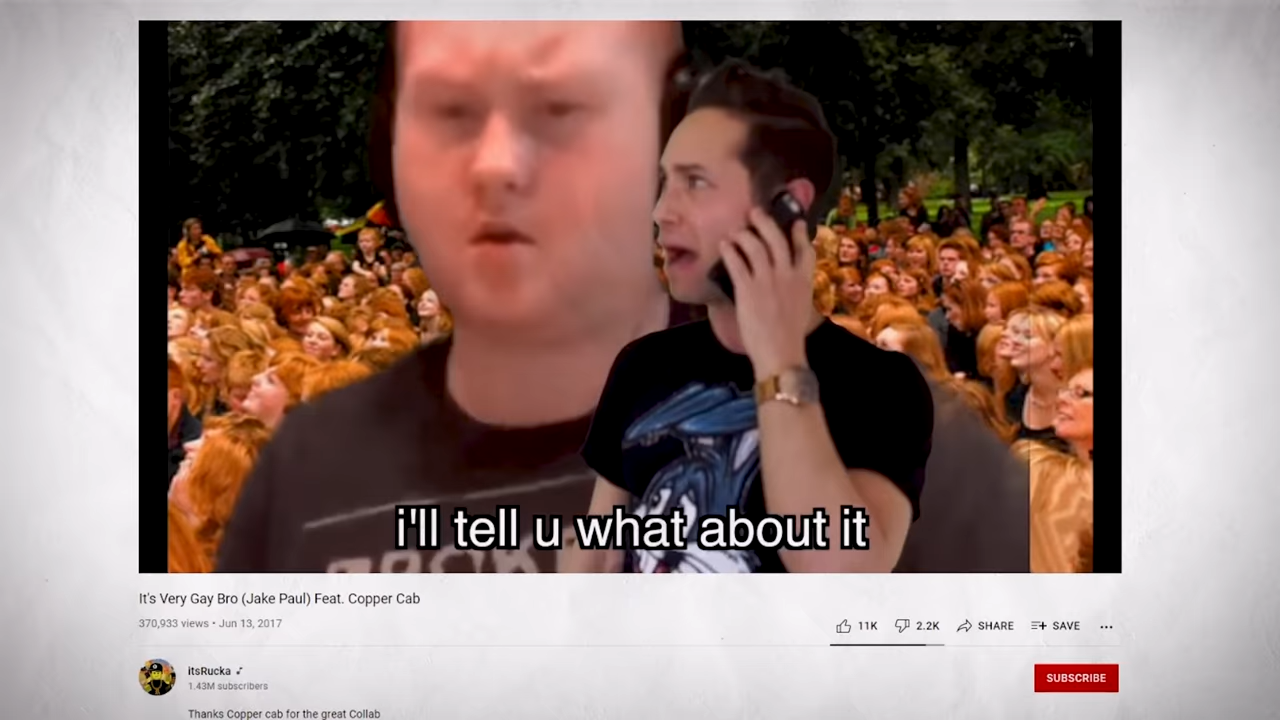 i'll tell u what about it
It's Very Gay Bro (Jake Paul) Feat. Copper Cab
370,933 views • Jun 13, 2017
11K 2.2K SHARE SAVE
itsRucka
1.43M subscribers
SUBSCRIBE
Thanks Copper cab for the great Collab